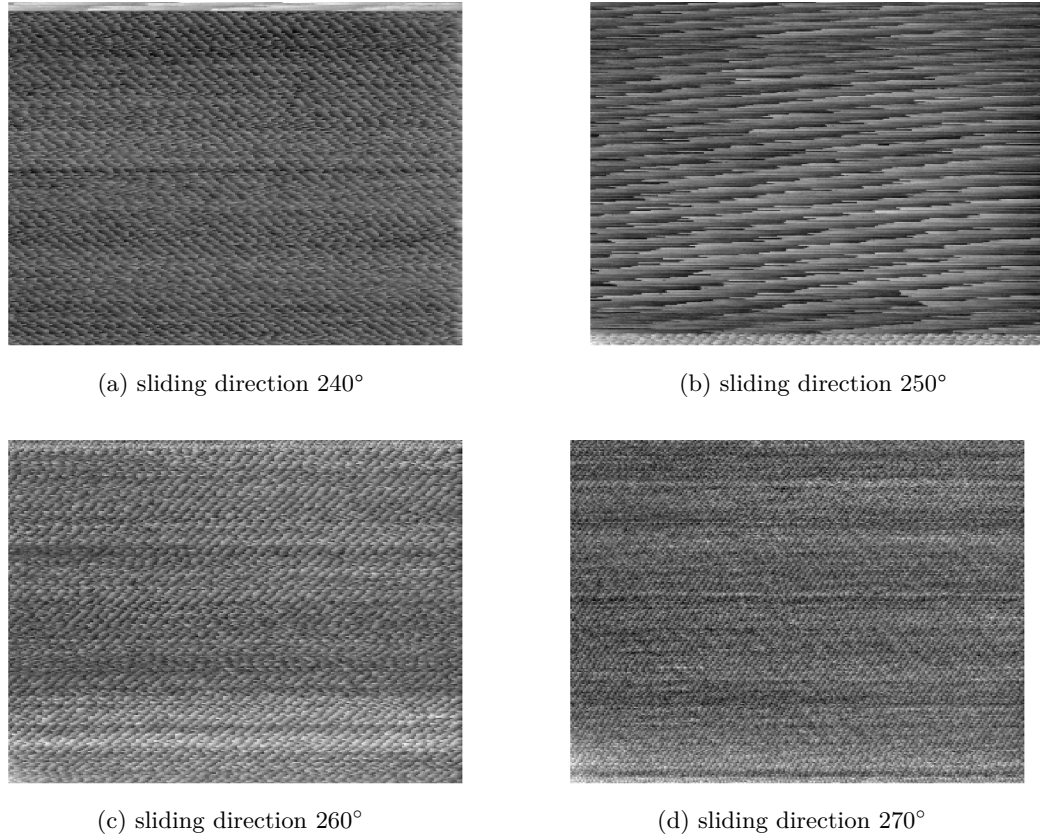 (a) sliding direction 240°
(b) sliding direction 250°
(c) sliding direction 260°
(d) sliding direction 270°